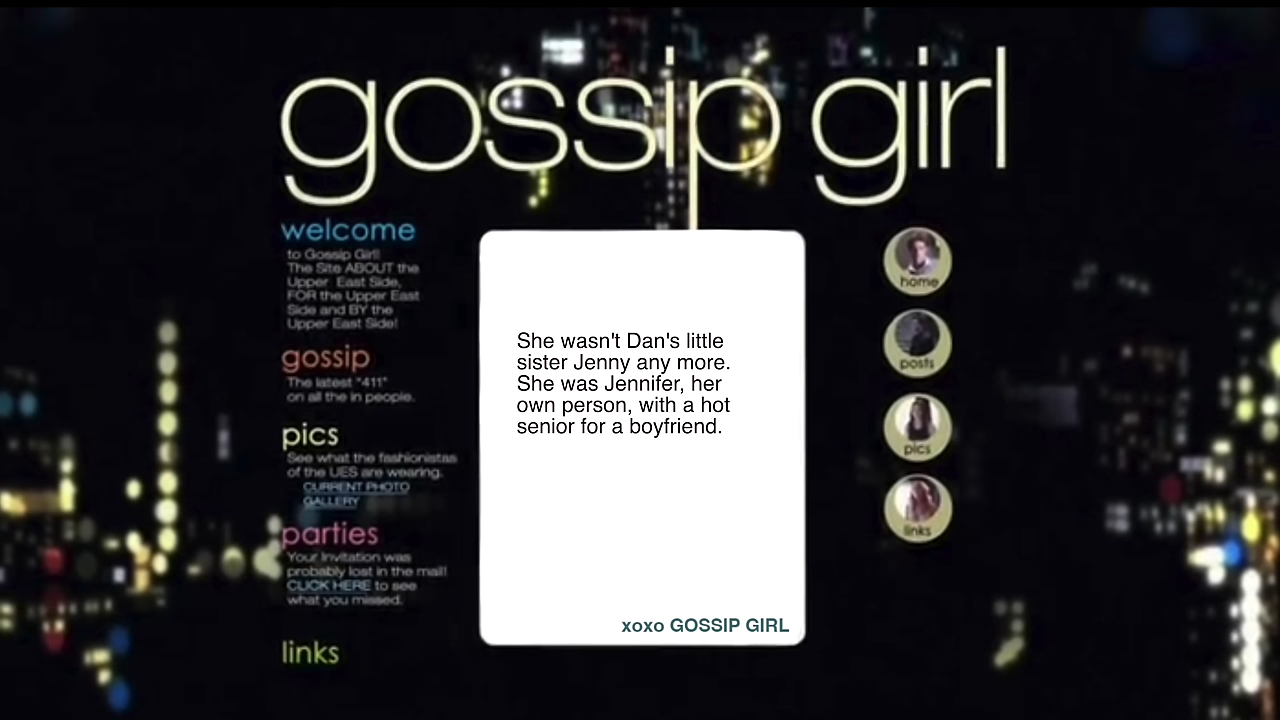 gossip girl
welcome
to Gossip Girl!
The Site ABOUT the
Upper East Side,
FOR the Upper East
Side and BY the
Upper East Side!
gossip
The latest "411"
on all the in people.
pics
See what the fashionistas
of the UES are wearing.
CURRENT PHOTO
GALLERY
parties
Your Invitation was
probably lost in the mail!
CLICK HERE to see
what you missed.
links
She wasn't Dan's little
sister Jenny any more.
She was Jennifer, her
own person, with a hot
senior for a boyfriend.
xoxo GOSSIP GIRL
home
posts
pics
links